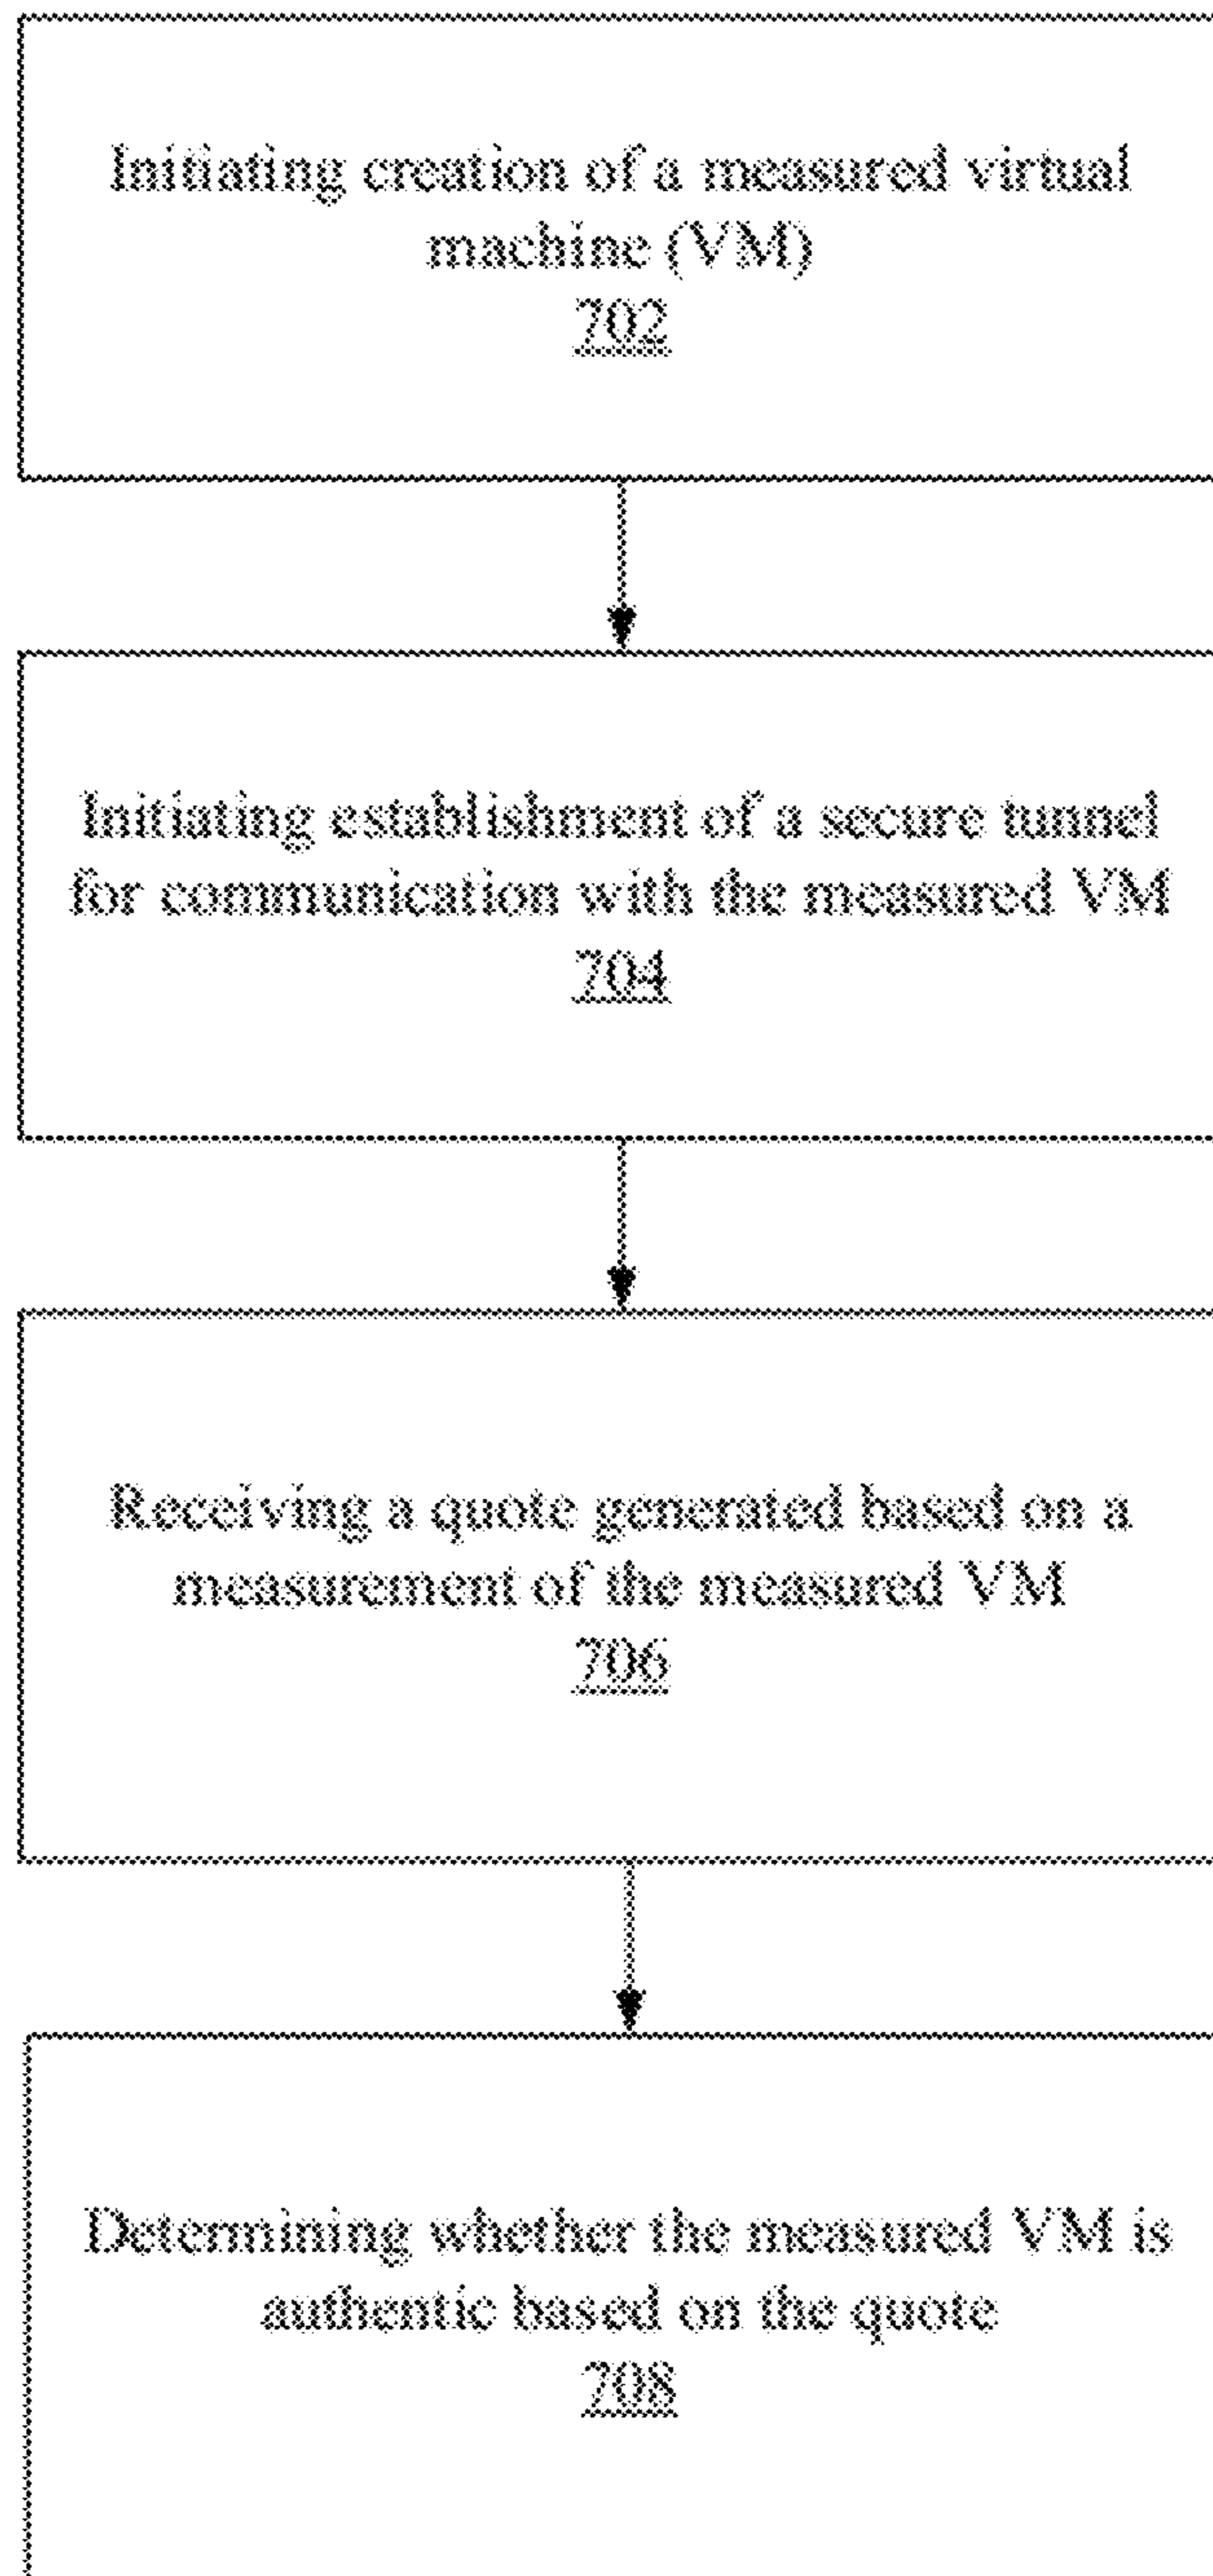 Initiating creation of a measured virtual
machine (VM)
702
Initiating establishment of a secure tunnel
for communication with the measured VM
704
Receiving a quote generated based on a
measurement of the measured VM
706
Determining whether the measured VM is
authentic based on the quote
708